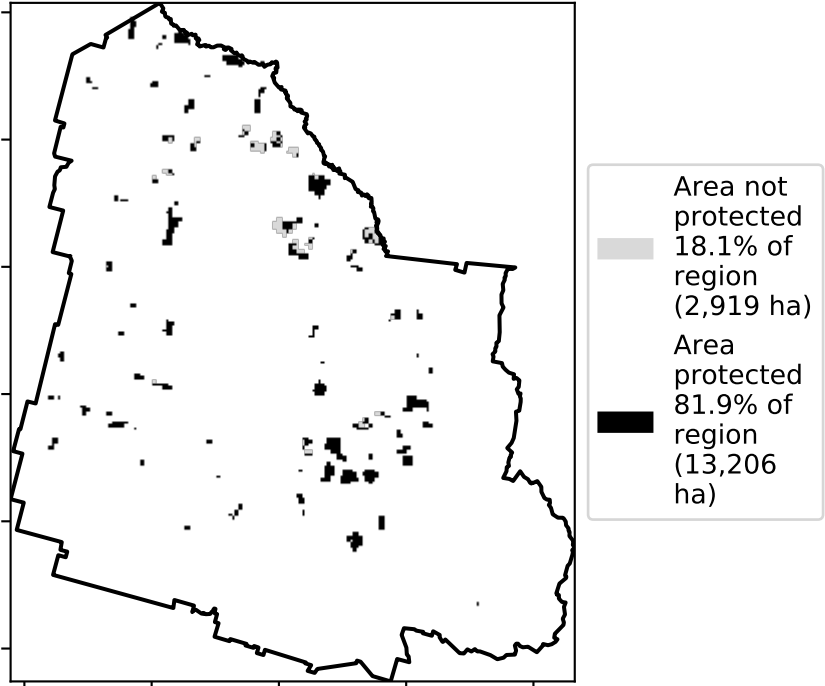 Area not
protected
18.1% of
region
(2,919 ha)
Area
protected
81.9% of
region
(13,206
ha)